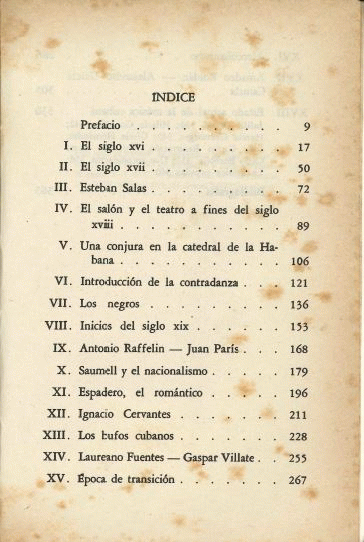 INDICE
Prefacio . . . . . . . . . . . 9
I. El siglo xvi . . . . . . . . . . 17
II. El siglo xvii . . . . . . . . . . 50
III. Esteban Salas . . . . . . . . . 72
IV. El salón y el teatro a fines del siglo
xviii . . . . . . . . . . . 89
V. Una conjura en la catedral de la Ha-
bana . . . . . . . . . . . 106
VI. Introducción de la contradanza . . . 121
VII. Los negros . . . . . . . . . . 136
VIII. Inicios del siglo xix . . . . . . . 153
IX. Antonio Raffelin — Juan París . . . 168
X. Saumell y el nacionalismo . . . . . 179
XI. Espadero, el romántico . . . . . . 196
XII. Ignacio Cervantes . . . . . . . 211
XIII. Los bufos cubanos . . . . . . . 228
XIV. Laureano Fuentes — Gaspar Villate . . 255
XV. Época de transición . . . . . . . 267